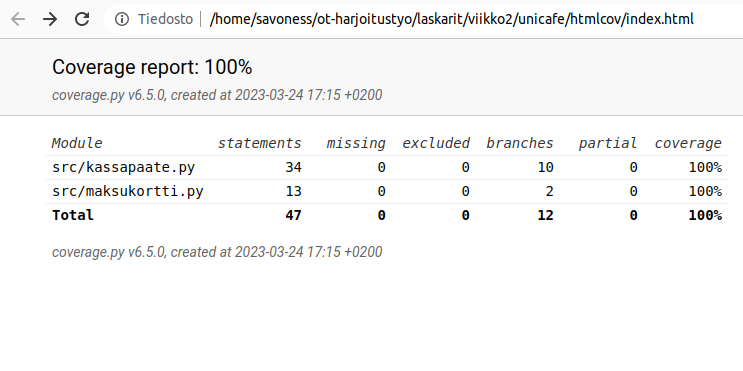 Tiedosto /home/savoness/ot-harjoitustyo/laskarit/viikko2/unicafe/htmlcov/index.html
Coverage report: 100%
coverage.py v6.5.0, created at 2023-03-24 17:15 +0200
Module statements missing excluded branches partial coverage
src/kassapaate.py 34 0 0 10 0 100%
src/maksukortti.py 13 0 0 2 0 100%
Total 47 0 0 12 0 100%
coverage.py v6.5.0, created at 2023-03-24 17:15 +0200